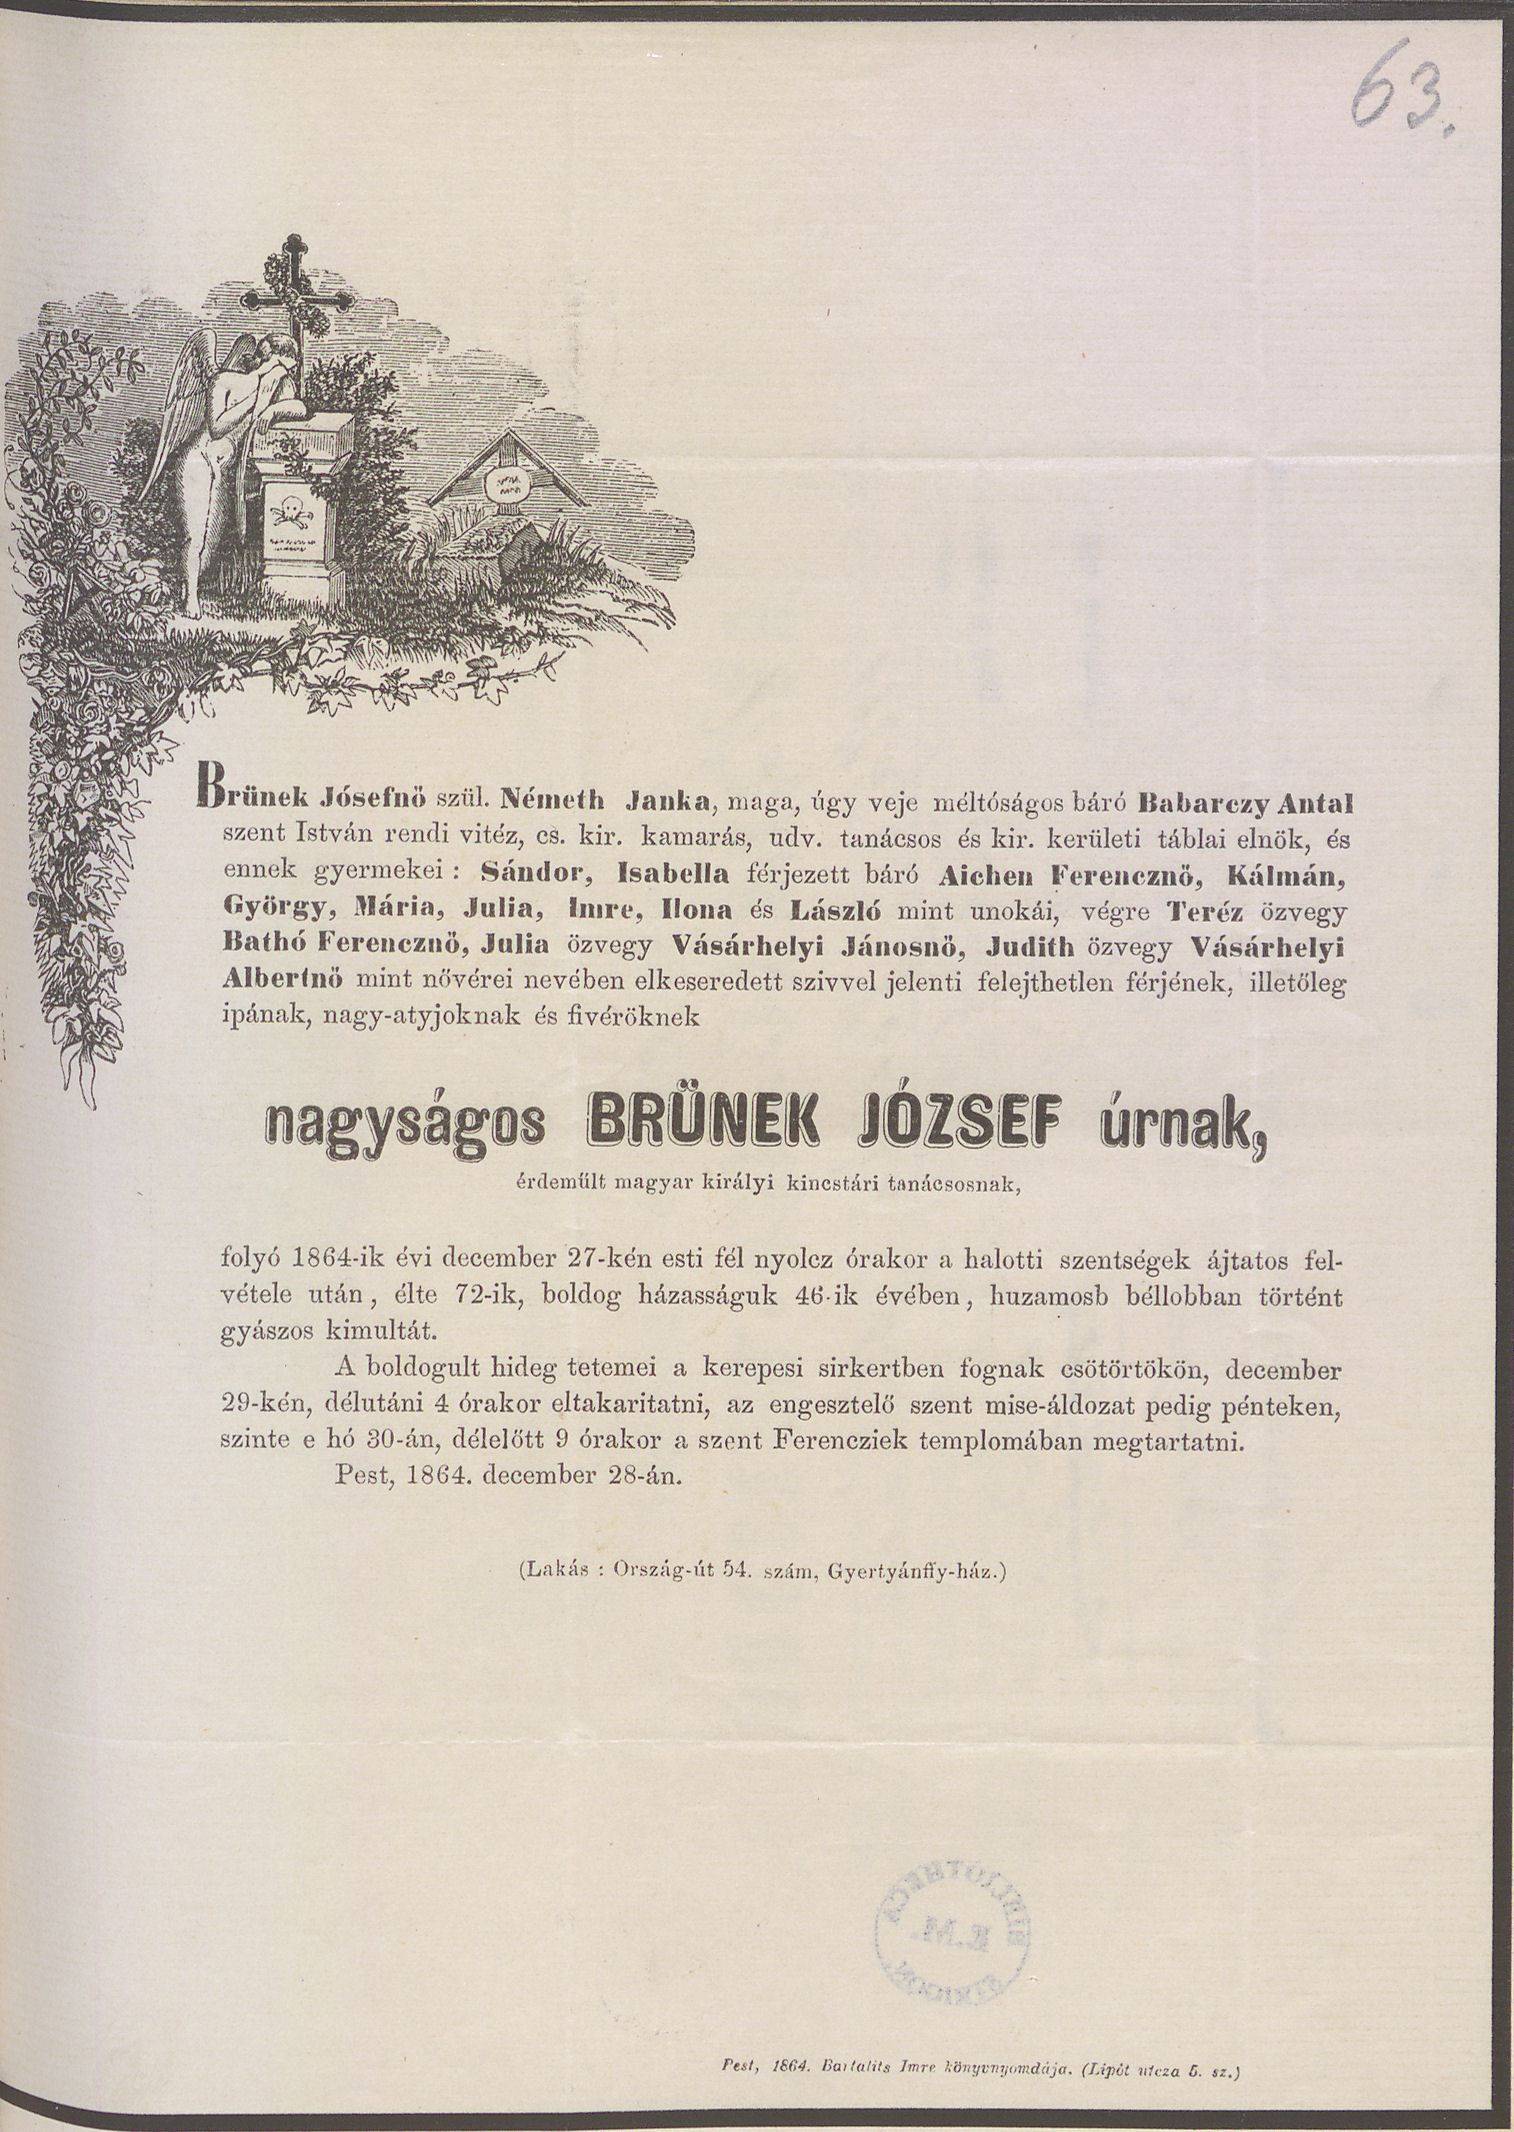 63.
Brünek Jósefnö szül. Németh Janka, maga, úgy veje méltóságos báró Babarczy Antal
szent István rendi vitéz, cs. kir. kamarás, udv. tanácsos és kir. kerületi táblai elnök, és
ennek gyermekei: Sándor, Isabella férjezett báró Aichen Ferencznö, Kálmán,
György, Mária, Julia, Imre, Ilona és László mint unokái, végre Teréz özvegy
Bathó Ferencznö, Julia özvegy Vásárhelyi Jánosnö, Judith özvegy Vásárhelyi
Albertnö mint nővérei nevében elkeseredett szivvel jelenti felejthetlen férjének, illetőleg
ipának, nagy-atyjoknak és fivéröknek
nagyságos BRÜNEK JÓZSEF úrnak,
érdemült magyar királyi kincstári tanácsosnak,
folyó 1864-ik évi december 27-kén esti fél nyolcz órakor a halotti szentségek ájtatos fel-
vétele után, élte 72-ik, boldog házasságuk 46-ik évében, huzamosb béllobban történt
gyászos kimultát.
A boldogult hideg tetemei a kerepesi sirkertben fognak csötörtökön, december
29-kén, délutáni 4 órakor eltakaritatni, az engesztelő szent mise-áldozat pedig pénteken,
szinte e hó 30-án, délelőtt 9 órakor a szent Ferencziek templomában megtartatni.
Pest, 1864. december 28-án.
(Lakás : Ország-út 54. szám, Gyertyánffy-ház.)
BIBLIOTHECA
E.M.
Pest, 1864. Bartalits Imre könyvnyomdája. (Lipót utcza 5. sz.)